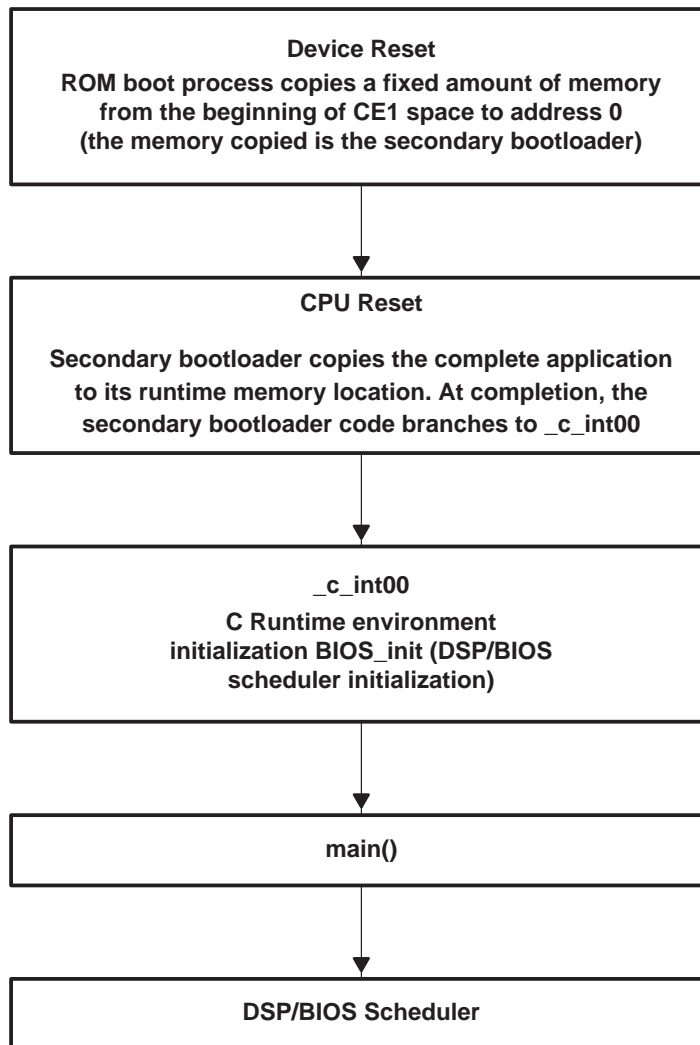 Device Reset
ROM boot process copies a fixed amount of memory
from the beginning of CE1 space to address 0
(the memory copied is the secondary bootloader)
CPU Reset
Secondary bootloader copies the complete application
to its runtime memory location. At completion, the
secondary bootloader code branches to _c_int00
_c_int00
C Runtime environment
initialization BIOS_init (DSP/BIOS
scheduler initialization)
main()
DSP/BIOS Scheduler